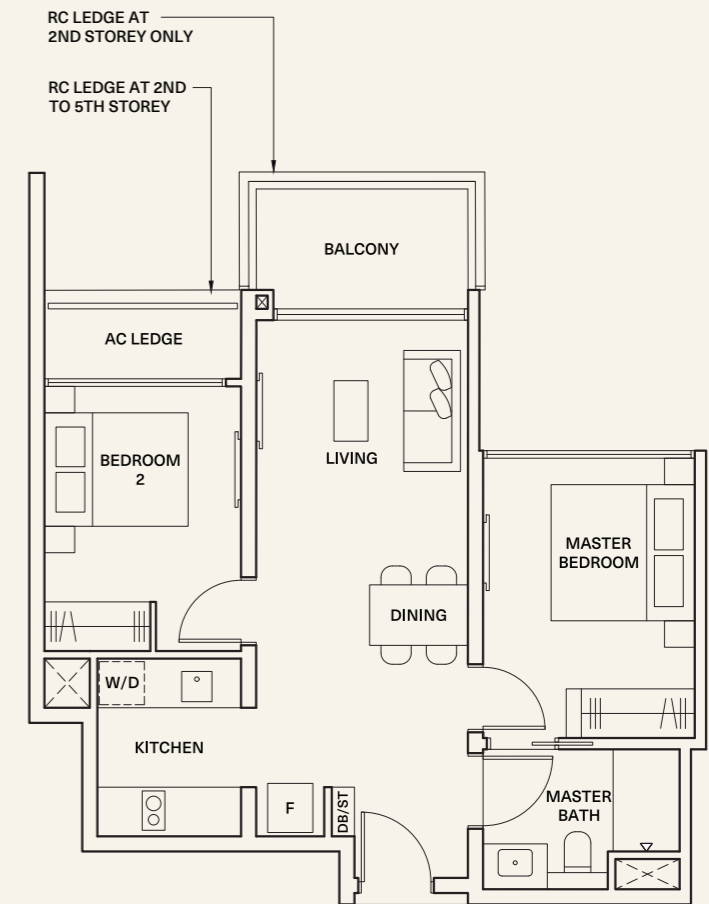 RC LEDGE AT
2ND STOREY ONLY
RC LEDGE AT 2ND
TO 5TH STOREY
BALCONY
AC LEDGE
BEDROOM
2
LIVING
MASTER
BEDROOM
DINING
W/D
KITCHEN
F
DB/ST
MASTER
BATH